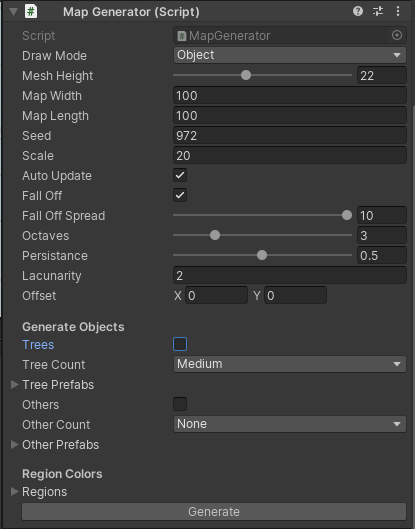 Map Generator (Script)
Script MapGenerator
Draw Mode Object
Mesh Height 22
Map Width 100
Map Length 100
Seed 972
Scale 20
Auto Update
Fall Off
Fall Off Spread 10
Octaves 3
Persistance 0.5
Lacunarity 2
Offset X 0 Y 0
Generate Objects
Trees
Tree Count Medium
Tree Prefabs
Others
Other Count None
Other Prefabs
Region Colors
Regions
Generate